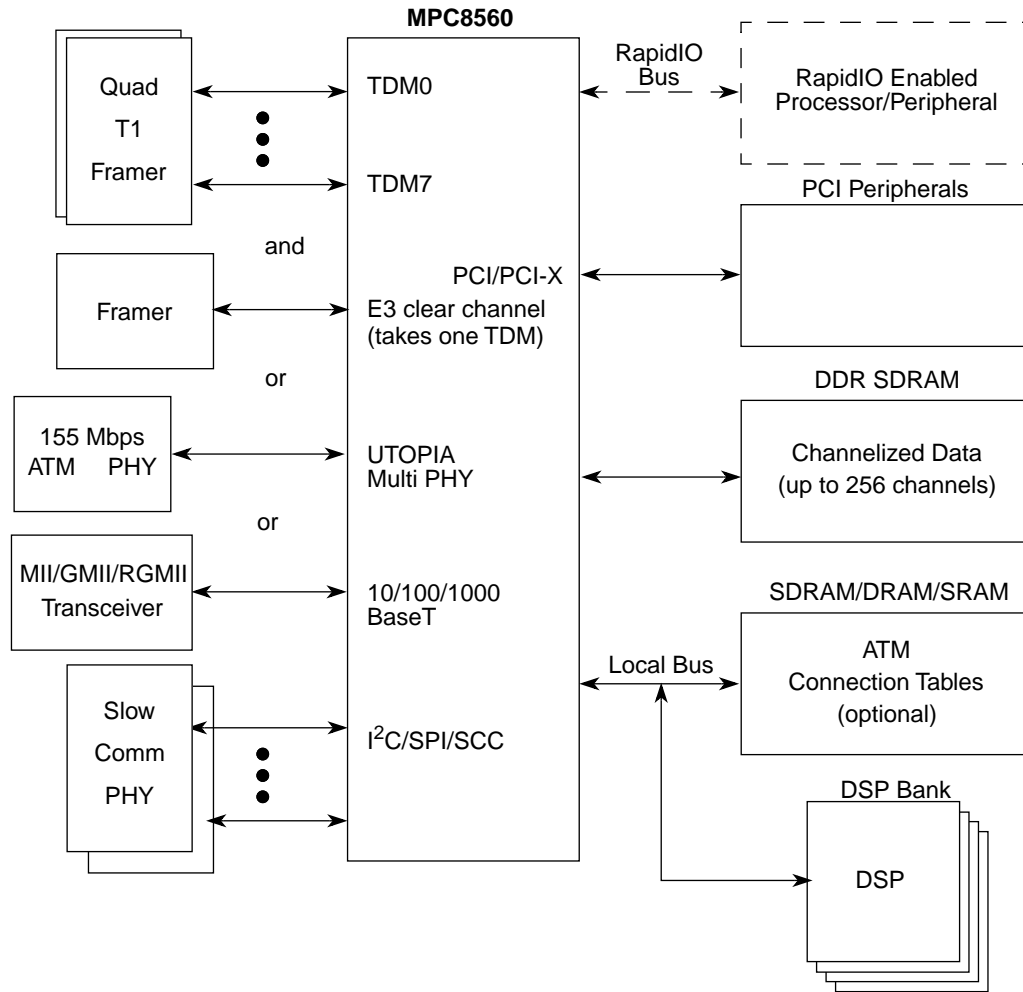 MPC8560
Quad
T1
Framer
TDM0
TDM7
and
Framer
E3 clear channel
(takes one TDM)
or
155 Mbps
ATM PHY
UTOPIA
Multi PHY
or
MII/GMII/RGMII
Transceiver
10/100/1000
BaseT
Slow
Comm
PHY
I²C/SPI/SCC
RapidIO
Bus
RapidIO Enabled
Processor/Peripheral
PCI/PCI-X
PCI Peripherals
DDR SDRAM
Channelized Data
(up to 256 channels)
SDRAM/DRAM/SRAM
Local Bus
ATM
Connection Tables
(optional)
DSP Bank
DSP